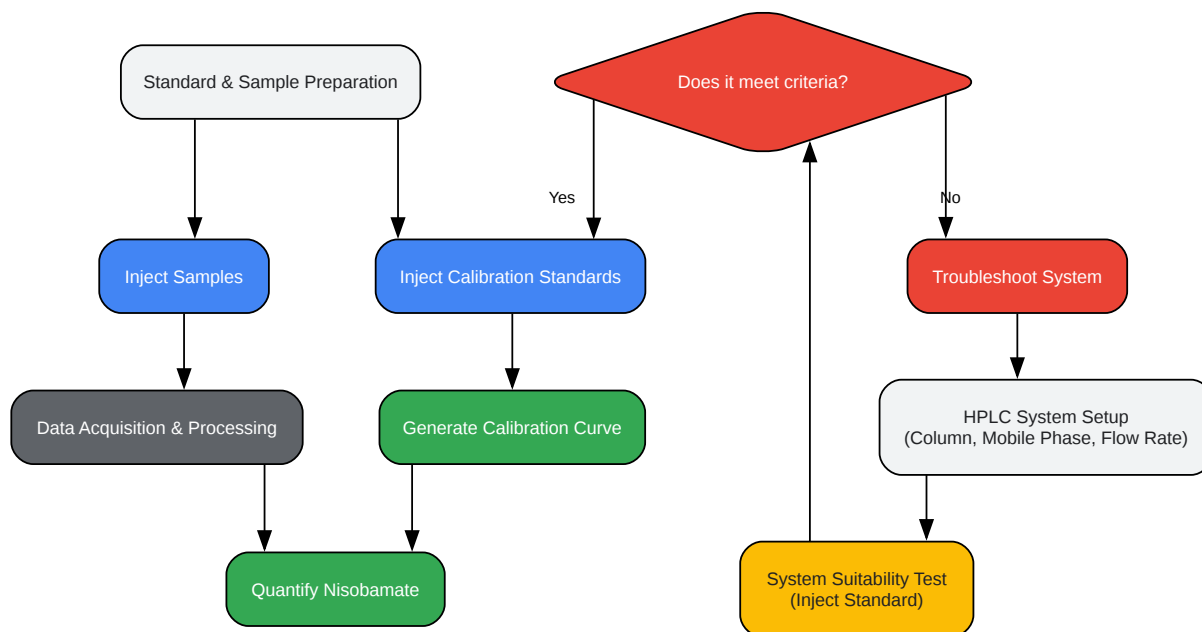 Standard & Sample Preparation
Does it meet criteria?
Yes
No
Inject Samples
Inject Calibration Standards
Troubleshoot System
Data Acquisition & Processing
Generate Calibration Curve
HPLC System Setup
(Column, Mobile Phase, Flow Rate)
Quantify Nisobamate
System Suitability Test
(Inject Standard)